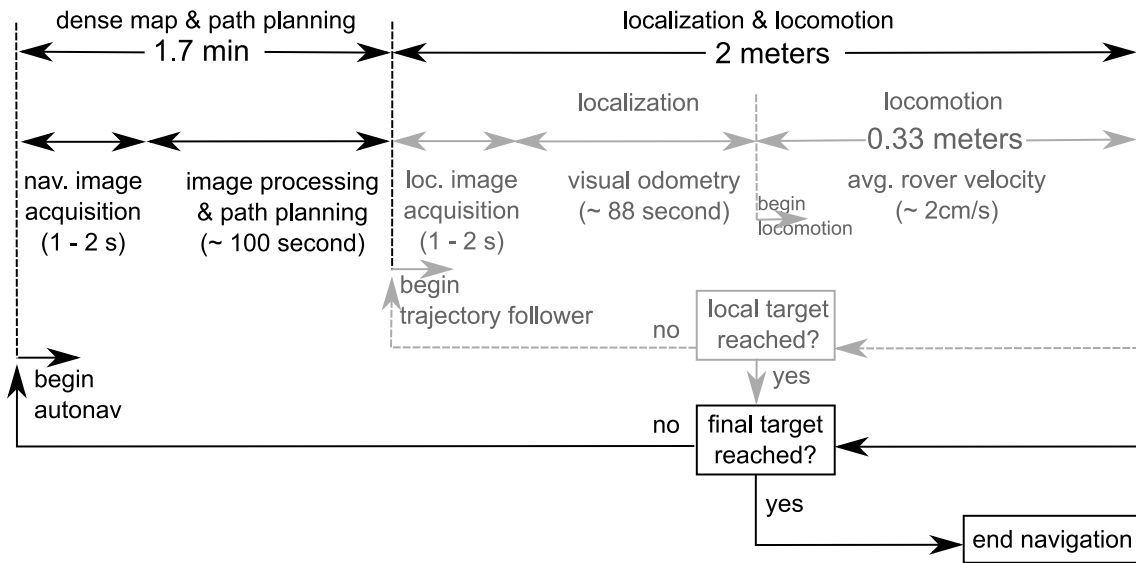 dense map & path planning
1.7 min
localization & locomotion
2 meters
localization
locomotion
0.33 meters
nav. image
acquisition
(1 - 2 s)
image processing
& path planning
(~ 100 second)
loc. image
acquisition
(1 - 2 s)
visual odometry
(~ 88 second)
avg. rover velocity
(~ 2cm/s)
begin
locomotion
begin
trajectory follower
no
local target
reached?
yes
begin
autonav
no
final target
reached?
yes
end navigation